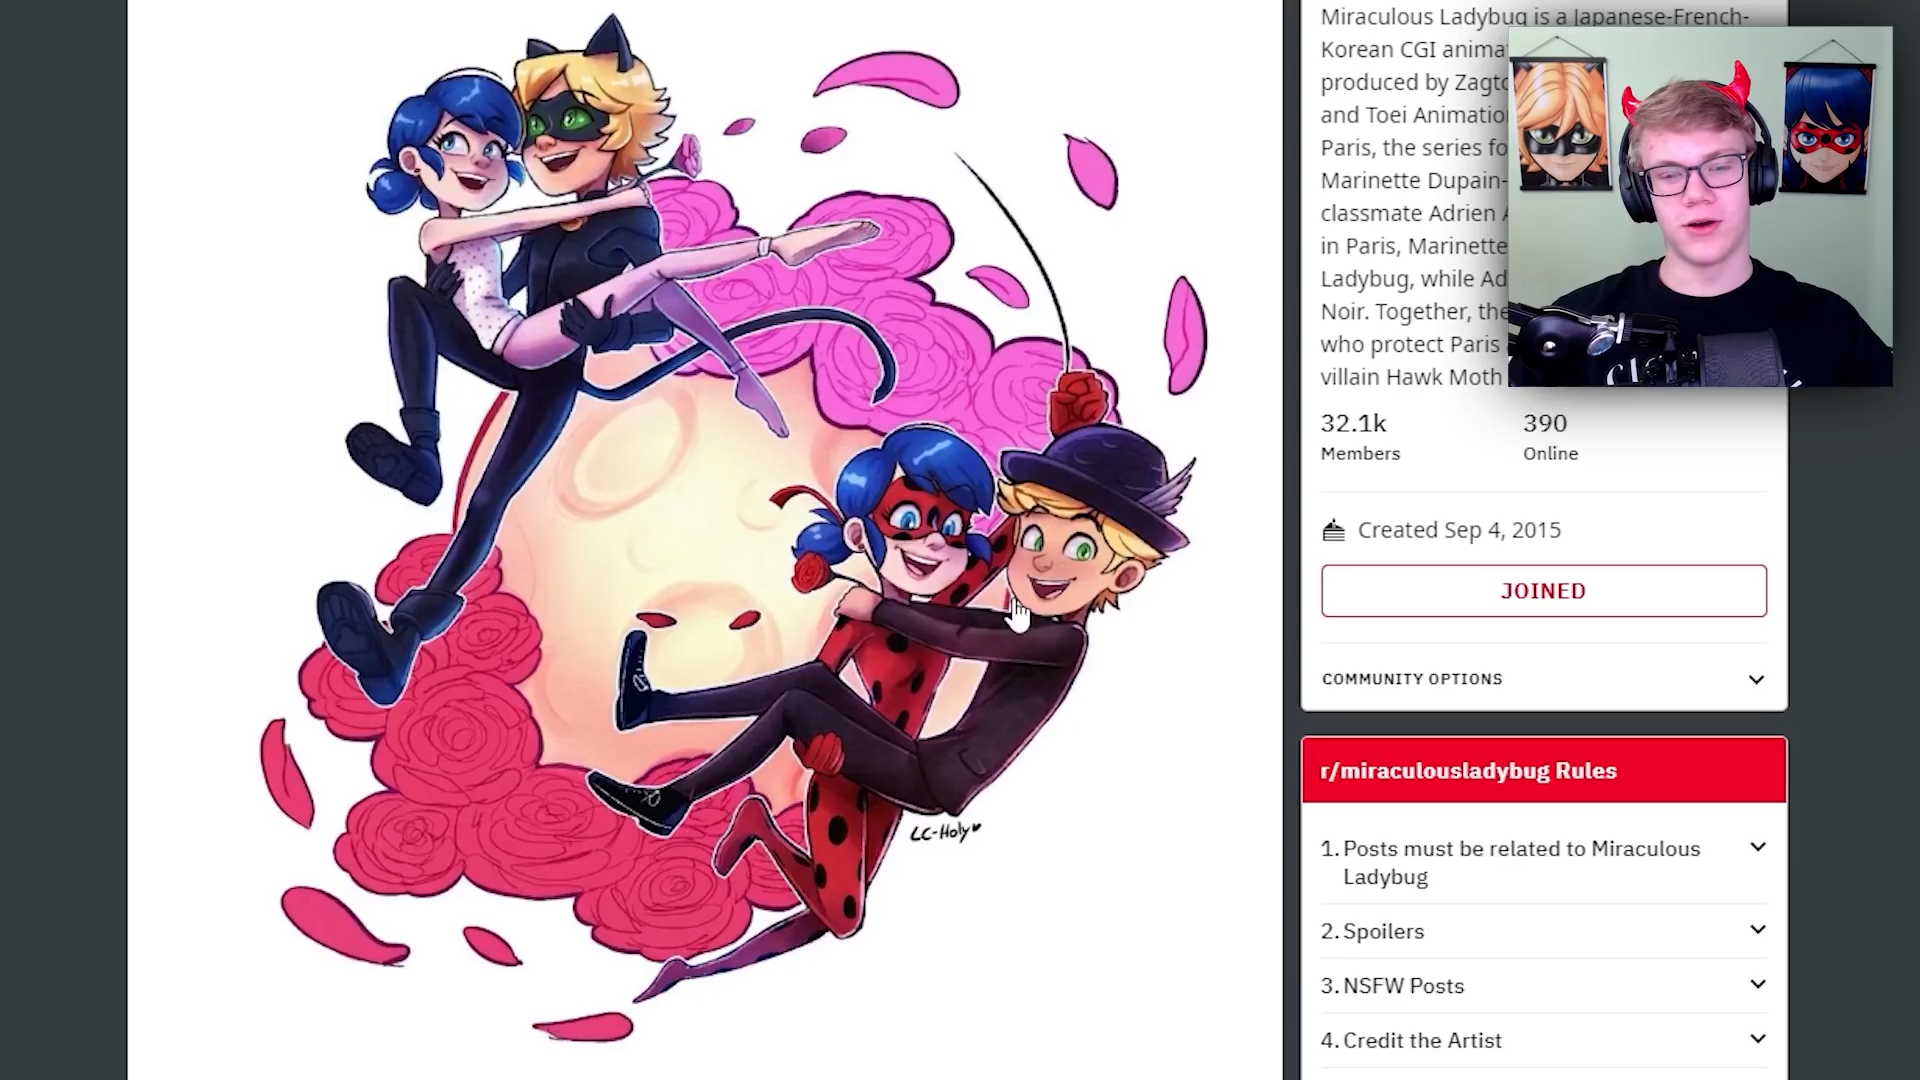 Miraculous Ladybug is a Japanese-French-
Korean CGI anima
produced by Zagto
and Toei Animatio
Paris, the series fo
Marinette Dupain-
classmate Adrien A
in Paris, Marinette
Ladybug, while Ad
Noir. Together, the
who protect Paris
villain Hawk Moth
32.1k
Members
390
Online
Created Sep 4, 2015
JOINED
COMMUNITY OPTIONS
r/miraculousladybug Rules
1. Posts must be related to Miraculous
Ladybug
2. Spoilers
3. NSFW Posts
4. Credit the Artist
LC-Holy